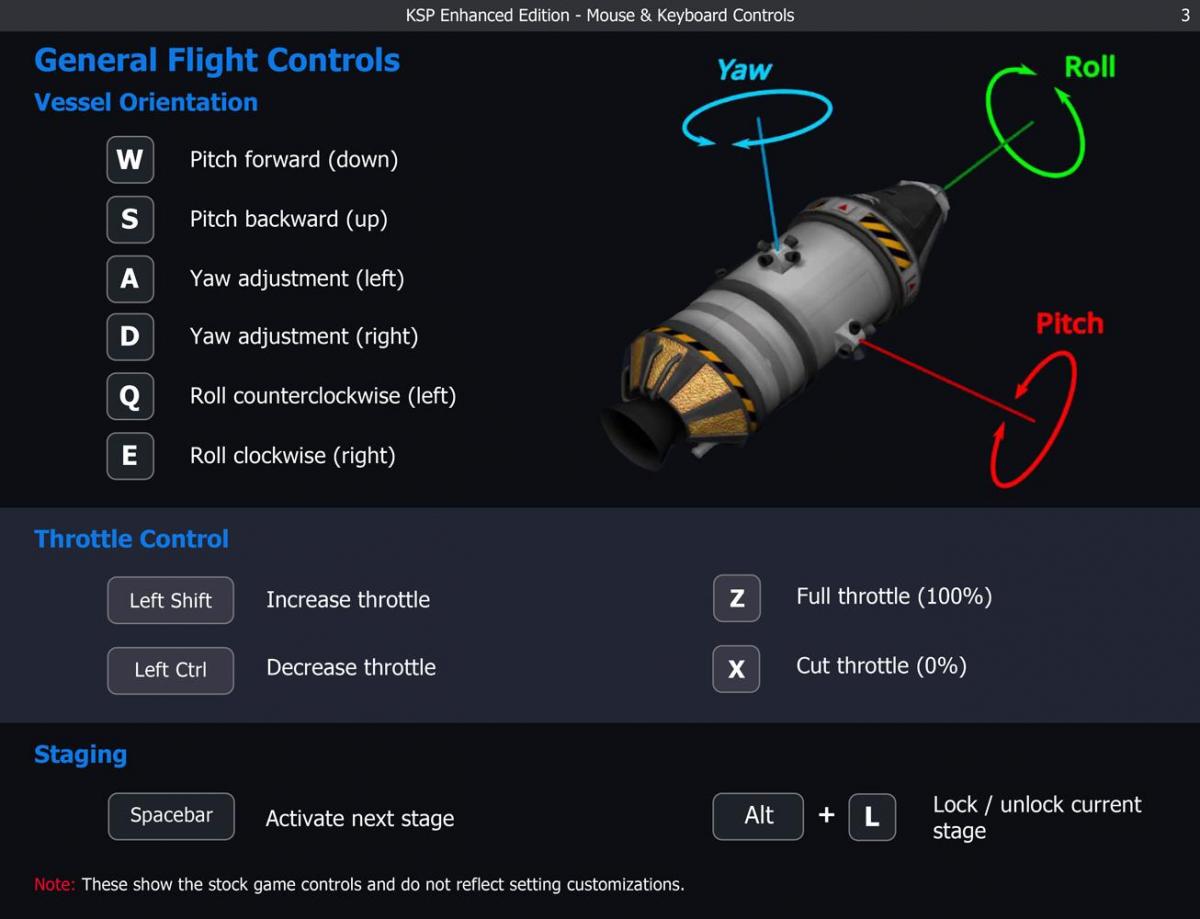 KSP Enhanced Edition - Mouse & Keyboard Controls
3
General Flight Controls
Vessel Orientation
W Pitch forward (down)
S Pitch backward (up)
A Yaw adjustment (left)
D Yaw adjustment (right)
Q Roll counterclockwise (left)
E Roll clockwise (right)
Yaw
Roll
Pitch
Throttle Control
Left Shift Increase throttle
Z Full throttle (100%)
Left Ctrl Decrease throttle
X Cut throttle (0%)
Staging
Spacebar Activate next stage
Alt + L Lock / unlock current
stage
Note: These show the stock game controls and do not reflect setting customizations.